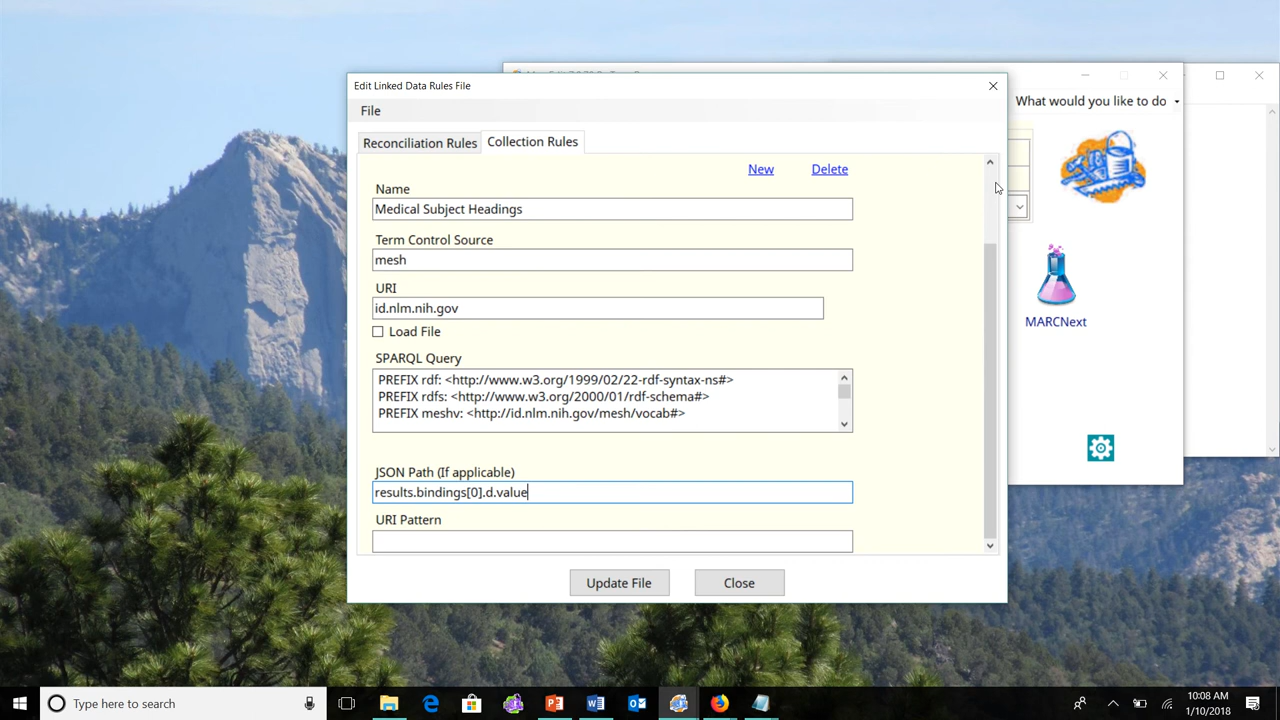 Edit Linked Data Rules File
File
What would you like to do
Reconciliation Rules
Collection Rules
New
Delete
Name
Medical Subject Headings
Term Control Source
mesh
URI
id.nlm.nih.gov
Load File
MARCNext
SPARQL Query
PREFIX rdf: <http://www.w3.org/1999/02/22-rdf-syntax-ns#>
PREFIX rdfs: <http://www.w3.org/2000/01/rdf-schema#>
PREFIX meshv: <http://id.nlm.nih.gov/mesh/vocab#>
JSON Path (If applicable)
results.bindings[0].d.value
URI Pattern
Update File
Close
Type here to search
10:08 AM
1/10/2018